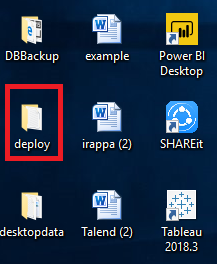 DBBackup
example
Power BI
Desktop
deploy
irappa (2)
SHAREit
desktopdata
Talend (2)
Tableau
2018.3